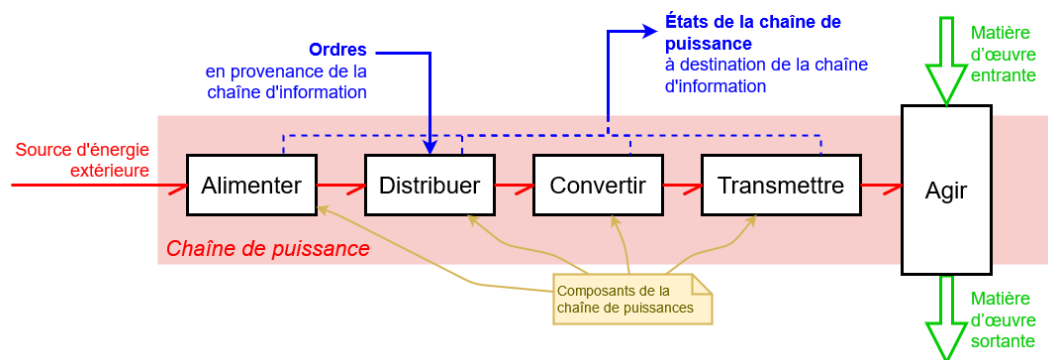 Ordres
en provenance de la
chaîne d'information
États de la chaîne de
puissance
à destination de la chaîne
d'information
Matière
d'œuvre
entrante
Source d'énergie
extérieure
Alimenter
Distribuer
Convertir
Transmettre
Agir
Chaîne de puissance
Composants de la
chaîne de puissances
Matière
d'œuvre
sortante